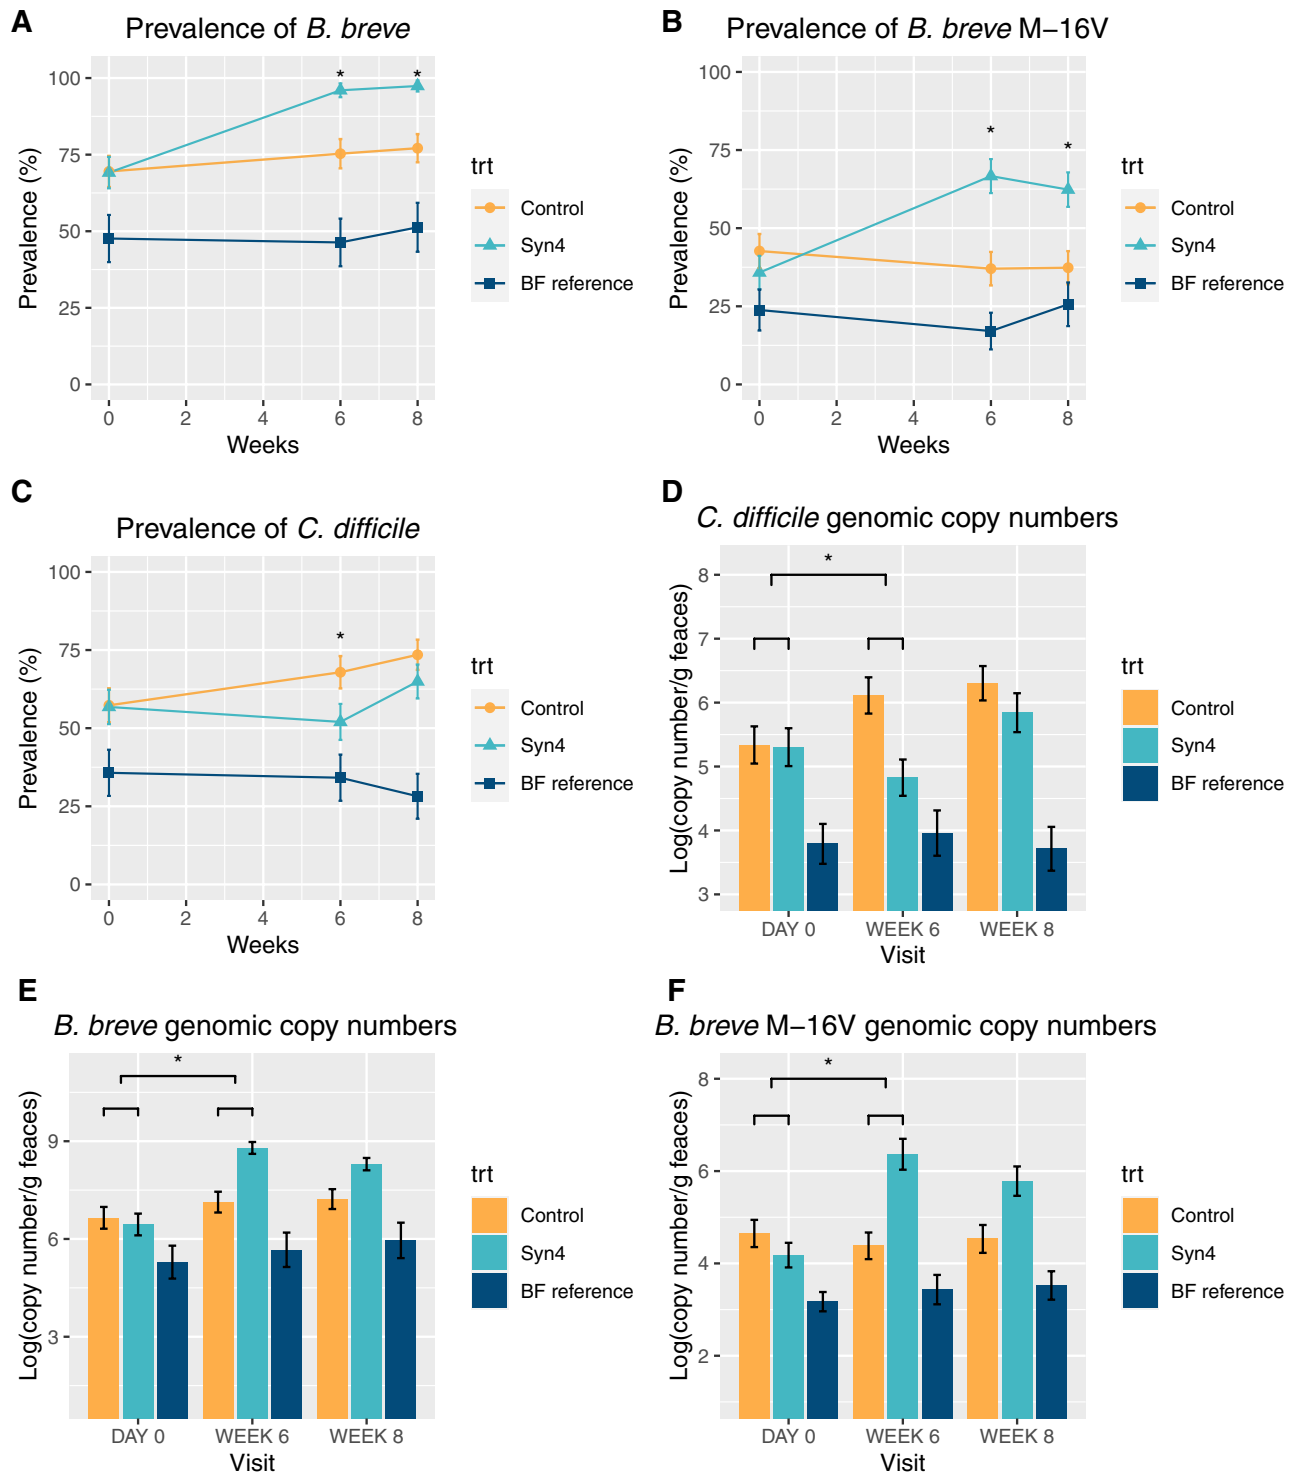 A
Prevalence of B. breve
*
*
100
75
50
25
0
Prevalence (%)
0 2 4 6 8
Weeks
trt
Control
Syn4
BF reference
B
Prevalence of B. breve M−16V
*
*
100
75
50
25
0
Prevalence (%)
0 2 4 6 8
Weeks
trt
Control
Syn4
BF reference
C
Prevalence of C. difficile
*
100
75
50
25
0
Prevalence (%)
0 2 4 6 8
Weeks
trt
Control
Syn4
BF reference
D
C. difficile genomic copy numbers
*
8
7
6
5
4
3
Log(copy number/g feaces)
DAY 0 WEEK 6 WEEK 8
Visit
trt
Control
Syn4
BF reference
E
B. breve genomic copy numbers
*
9
6
3
Log(copy number/g feaces)
DAY 0 WEEK 6 WEEK 8
Visit
trt
Control
Syn4
BF reference
F
B. breve M−16V genomic copy numbers
*
8
6
4
2
Log(copy number/g feaces)
DAY 0 WEEK 6 WEEK 8
Visit
trt
Control
Syn4
BF reference